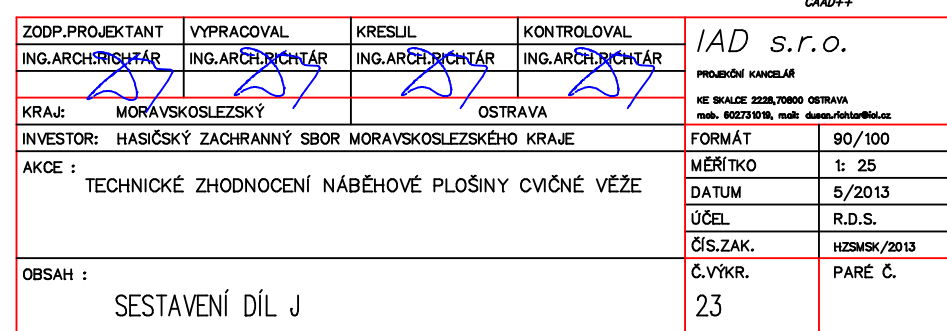 CAAD++
ZODP.PROJEKTANT VYPRACOVAL KRESLIL KONTROLOVAL
ING.ARCH.RICHTÁR ING.ARCH.RICHTÁR ING.ARCH.RICHTÁR ING.ARCH.RICHTÁR
IAD s.r.o.
PROJEKČNÍ KANCELÁŘ
KE SKALCE 2228,70800 OSTRAVA
mob. 602731019, mail: dusan.richtar@iol.cz
KRAJ: MORAVSKOSLEZSKÝ OSTRAVA
INVESTOR: HASIČSKÝ ZACHRANNÝ SBOR MORAVSKOSLEZSKÉHO KRAJE
AKCE :
TECHNICKÉ ZHODNOCENÍ NÁBĚHOVÉ PLOŠINY CVIČNÉ VĚŽE
FORMÁT 90/100
MĚŘÍTKO 1: 25
DATUM 5/2013
ÚČEL R.D.S.
ČÍS.ZAK. HZSMSK/2013
OBSAH :
SESTAVENÍ DÍL J
Č.VÝKR. PARÉ Č.
23